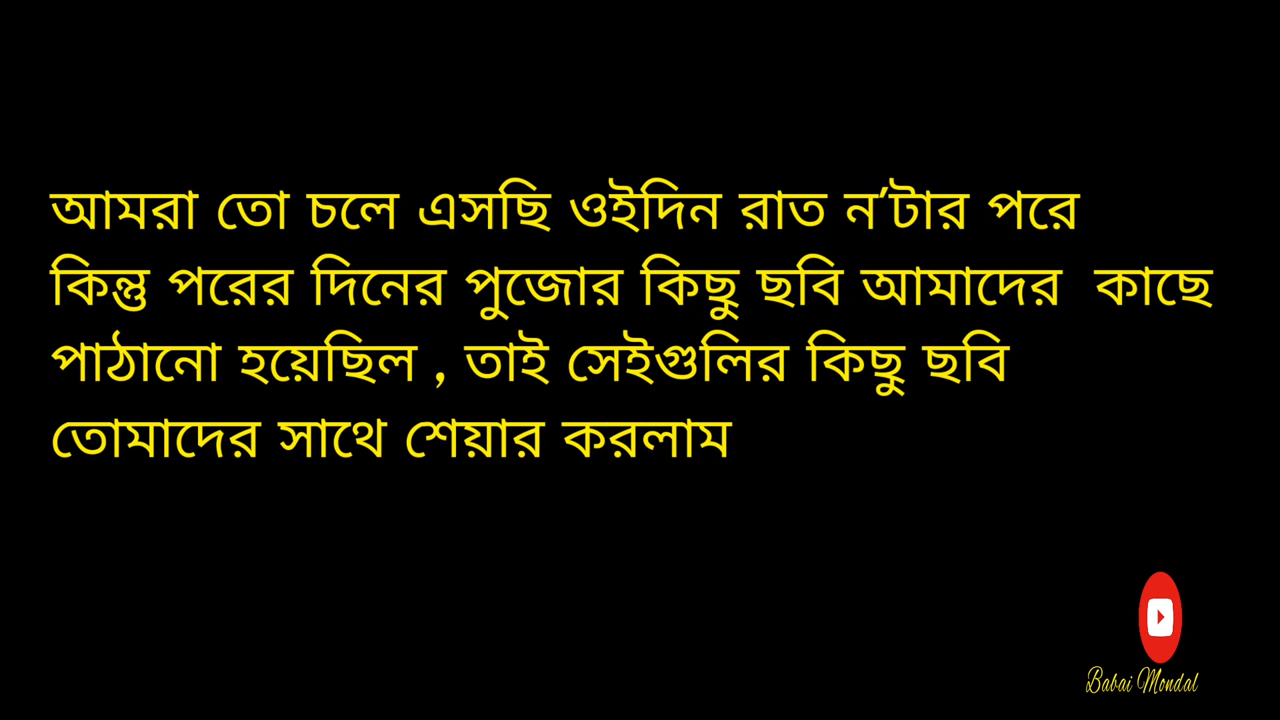 আমরা তো চলে এসছি ওইদিন রাত ন'টার পরে
কিন্তু পরের দিনের পুজোর কিছু ছবি আমাদের কাছে
পাঠানো হয়েছিল , তাই সেইগুলির কিছু ছবি
তোমাদের সাথে শেয়ার করলাম
Babai Mondal